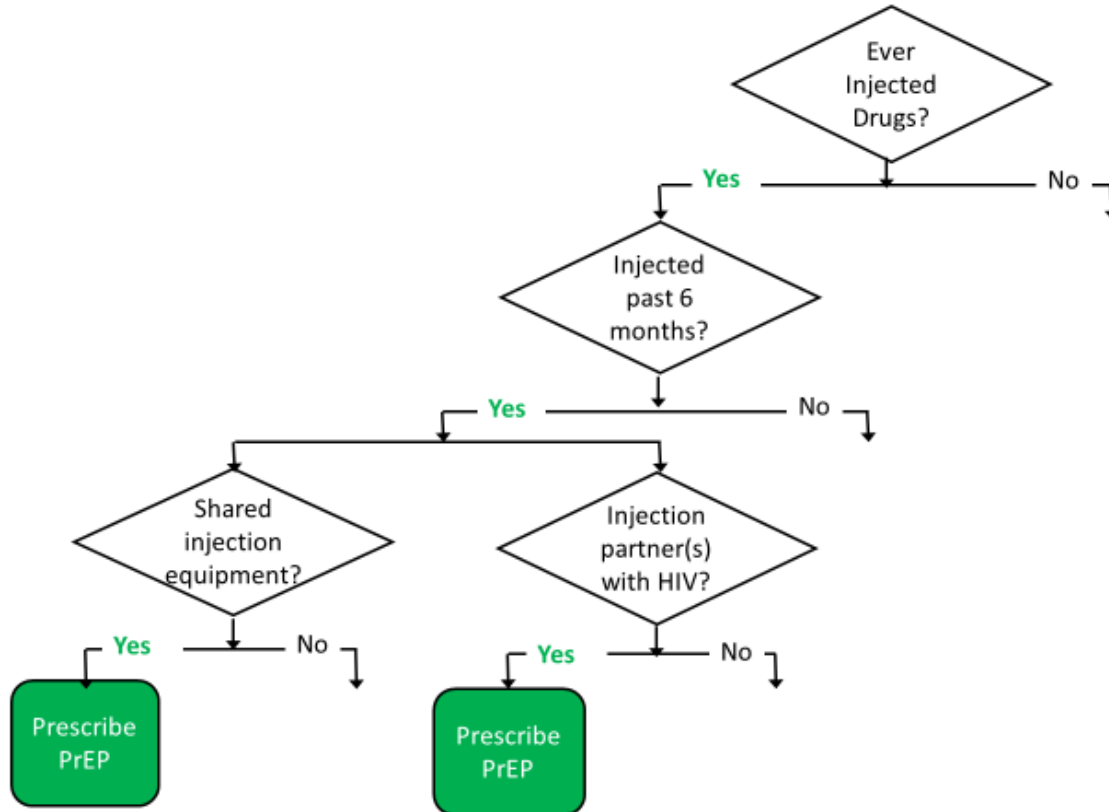 Ever
Injected
Drugs?
Yes
No
Injected
past 6
months?
Yes
No
Shared
injection
equipment?
Injection
partner(s)
with HIV?
Yes
No
Yes
No
Prescribe
PrEP
Prescribe
PrEP